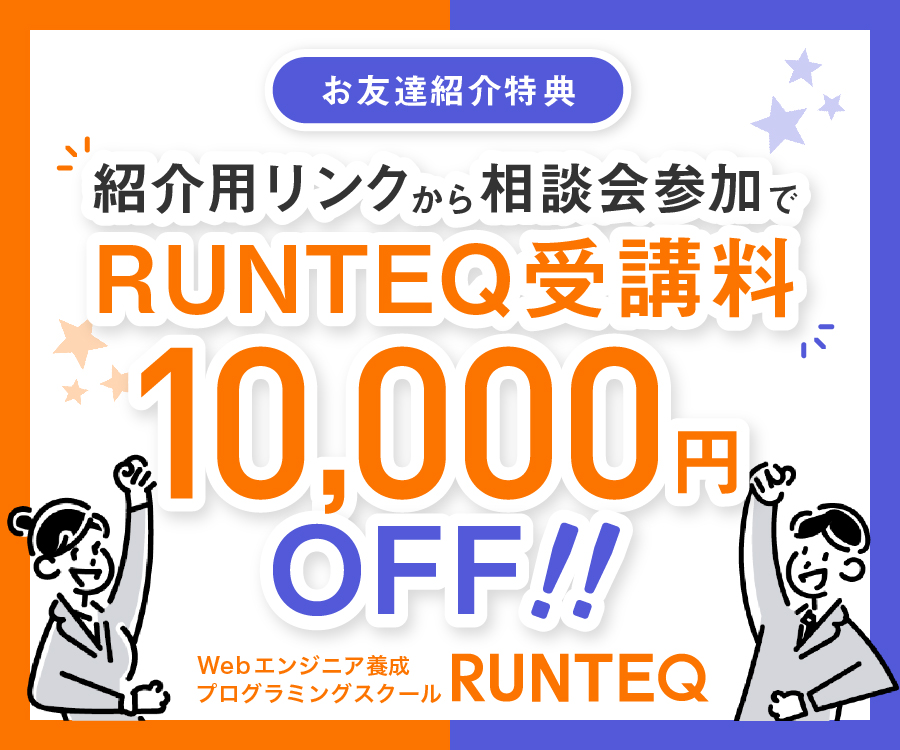 お友達紹介特典
紹介用リンクから相談会参加で
RUNTEQ受講料
10,000円
OFF!!
Webエンジニア養成
プログラミングスクール
RUNTEQ